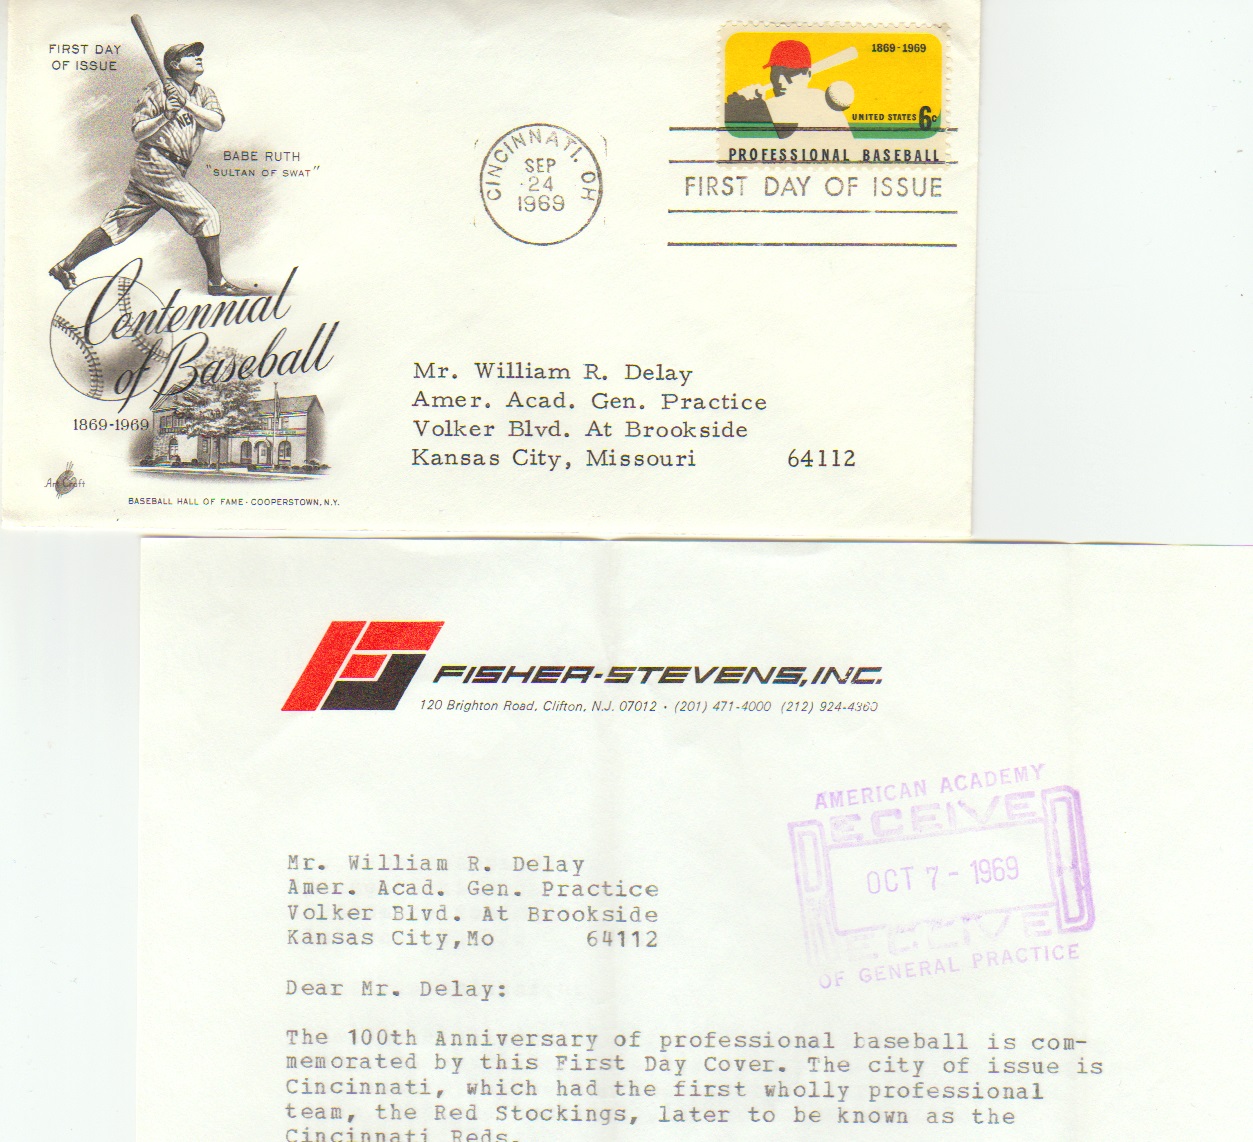 FIRST DAY
OF ISSUE
NEW
BABE RUTH
"SULTAN OF SWAT"
Centennial
of Baseball
1869-1969
Art Craft
BASEBALL HALL OF FAME - COOPERSTOWN, N.Y.
CINCINNATI, OH
SEP
24
1969
1869-1969
UNITED STATES 6c
PROFESSIONAL BASEBALL
FIRST DAY OF ISSUE
Mr. William R. Delay
Amer. Acad. Gen. Practice
Volker Blvd. At Brookside
Kansas City, Missouri 64112
FISHER-STEVENS, INC.
120 Brighton Road, Clifton, N.J. 07012 • (201) 471-4000 (212) 924-4360
AMERICAN ACADEMY
RECEIVED
OCT 7 - 1969
RECEIVED
OF GENERAL PRACTICE
Mr. William R. Delay
Amer. Acad. Gen. Practice
Volker Blvd. At Brookside
Kansas City,Mo 64112
Dear Mr. Delay:
The 100th Anniversary of professional baseball is com-
memorated by this First Day Cover. The city of issue is
Cincinnati, which had the first wholly professional
team, the Red Stockings, later to be known as the
Cincinnati Reds.